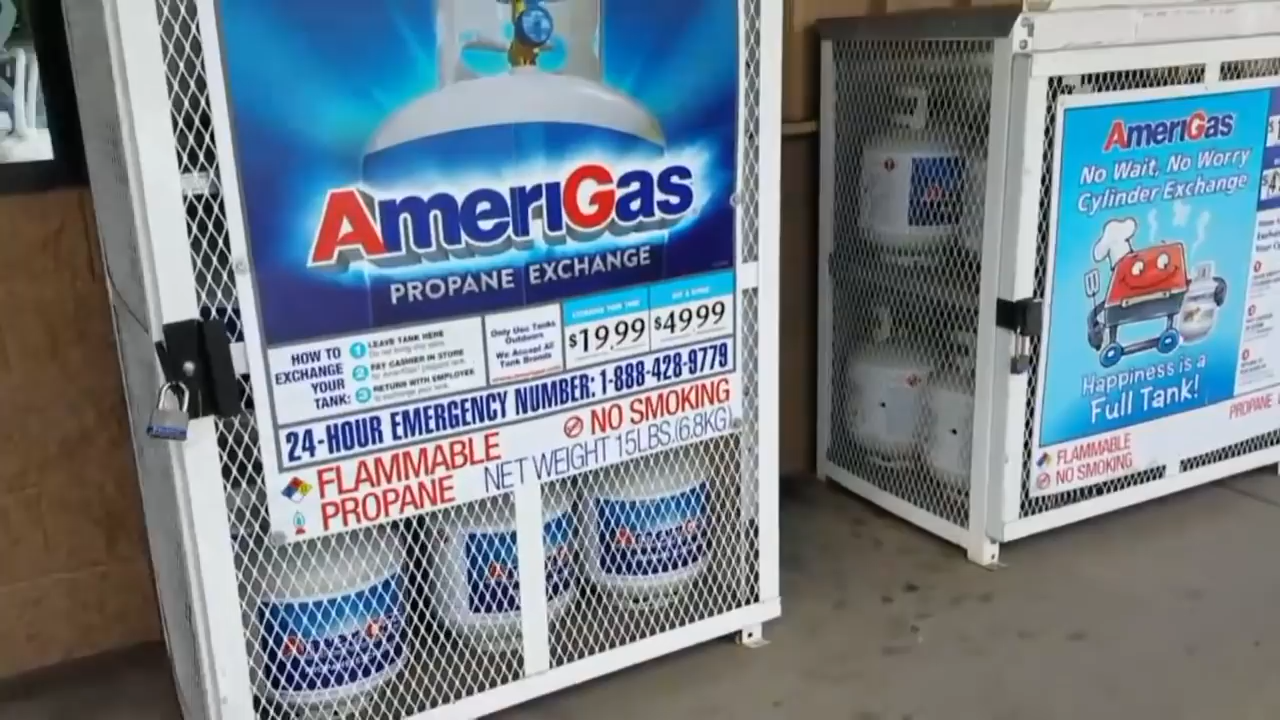 AmeriGas
PROPANE EXCHANGE
HOW TO
EXCHANGE
YOUR
TANK:
1 LEAVE TANK HERE
2 PAY CASHIER IN STORE
3 RETURN WITH EMPLOYEE
Only Use Tanks
Outdoors
We Accept All
Tank Brands
$19.99
$49.99
24-HOUR EMERGENCY NUMBER: 1-888-428-9779
FLAMMABLE
PROPANE
NO SMOKING
NET WEIGHT 15LBS.(6.8KG)
AmeriGas
No Wait, No Worry
Cylinder Exchange
Happiness is a
Full Tank!
FLAMMABLE
NO SMOKING
PROPANE